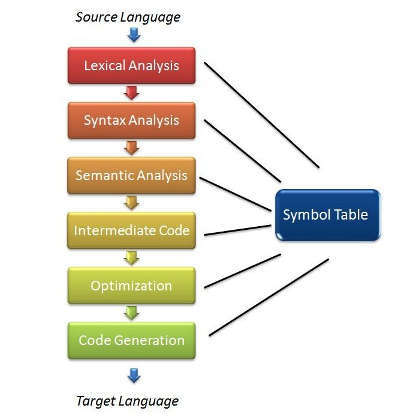 Source Language
Lexical Analysis
Syntax Analysis
Semantic Analysis
Symbol Table
Intermediate Code
Optimization
Code Generation
Target Language